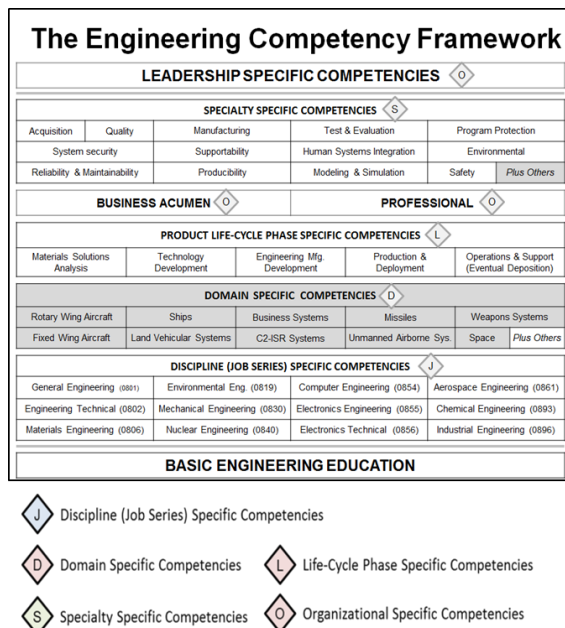 The Engineering Competency Framework
LEADERSHIP SPECIFIC COMPETENCIES O
SPECIALTY SPECIFIC COMPETENCIES S
Acquisition Quality Manufacturing Test & Evaluation Program Protection
System security Supportability Human Systems Integration Environmental
Reliability & Maintainability Producibility Modeling & Simulation Safety Plus Others
BUSINESS ACUMEN O PROFESSIONAL O
PRODUCT LIFE-CYCLE PHASE SPECIFIC COMPETENCIES L
Materials Solutions Technology Engineering Mfg. Production & Operations & Support
Analysis Development Development Deployment (Eventual Deposition)
DOMAIN SPECIFIC COMPETENCIES D
Rotary Wing Aircraft Ships Business Systems Missiles Weapons Systems
Fixed Wing Aircraft Land Vehicular Systems C2-ISR Systems Unmanned Airborne Sys. Space Plus Others
DISCIPLINE (JOB SERIES) SPECIFIC COMPETENCIES J
General Engineering (0801) Environmental Eng. (0819) Computer Engineering (0854) Aerospace Engineering (0861)
Engineering Technical (0802) Mechanical Engineering (0830) Electronics Engineering (0855) Chemical Engineering (0893)
Materials Engineering (0806) Nuclear Engineering (0840) Electronics Technical (0856) Industrial Engineering (0896)
BASIC ENGINEERING EDUCATION
J Discipline (Job Series) Specific Competencies
D Domain Specific Competencies L Life-Cycle Phase Specific Competencies
S Specialty Specific Competencies O Organizational Specific Competencies